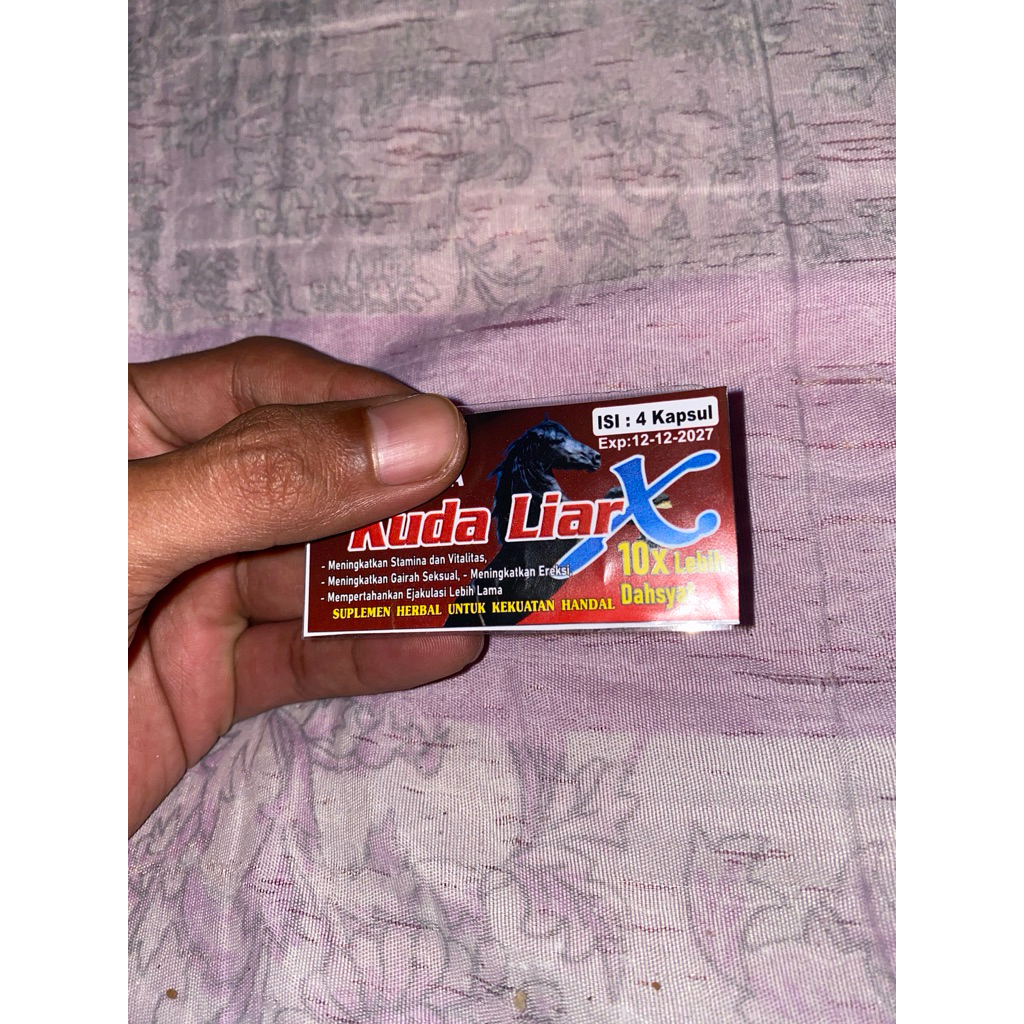 ISI : 4 Kapsul
Exp:12-12-2027
Kuda Liar X
- Meningkatkan Stamina dan Vitalitas,
- Meningkatkan Gairah Seksual, - Meningkatkan Ereksi,
- Mempertahankan Ejakulasi Lebih Lama
10x Lebih
Dahsyat
SUPLEMEN HERBAL UNTUK KEKUATAN HANDAL